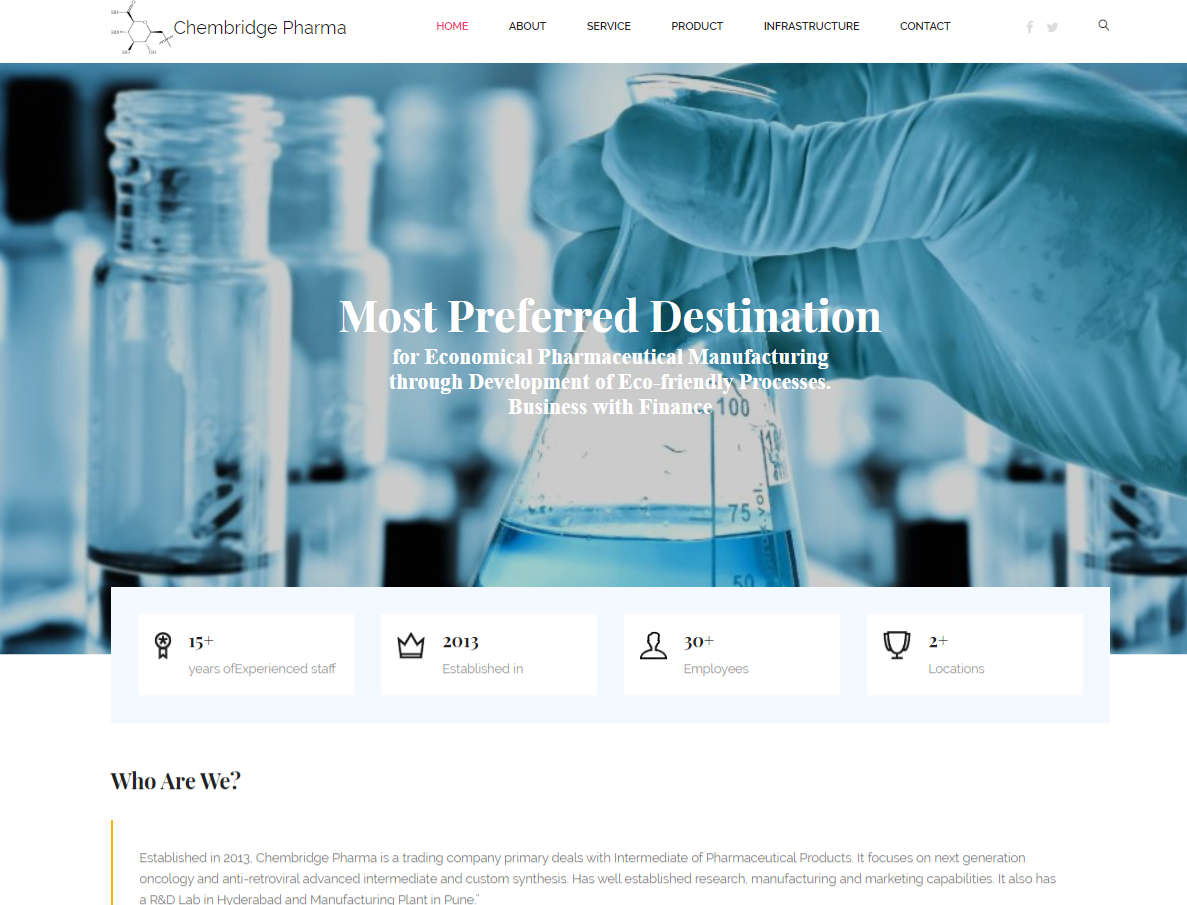 Chembridge Pharma
HOME ABOUT SERVICE PRODUCT INFRASTRUCTURE CONTACT
Most Preferred Destination
for Economical Pharmaceutical Manufacturing
through Development of Eco-friendly Processes.
Business with Finance
100
75
50
15+
years ofExperienced staff
2013
Established in
30+
Employees
2+
Locations
Who Are We?
Established in 2013, Chembridge Pharma is a trading company primary deals with Intermediate of Pharmaceutical Products. It focuses on next generation
oncology and anti-retroviral advanced intermediate and custom synthesis. Has well established research, manufacturing and marketing capabilities. It also has
a R&D Lab in Hyderabad and Manufacturing Plant in Pune.”